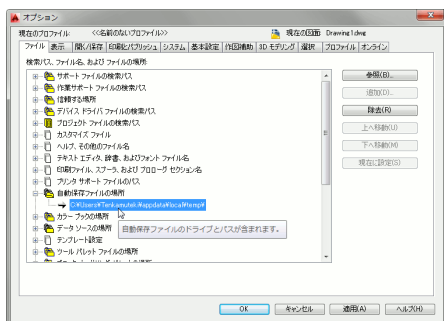 オプション
現在のプロファイル: <<名前のないプロファイル>> 現在の図面: Drawing1.dwg
ファイル 表示 開く/保存 印刷とパブリッシュ システム 基本設定 作図補助 3D モデリング 選択 プロファイル オンライン
検索パス、ファイル名、およびファイルの場所:
サポート ファイルの検索パス
作業サポート ファイルの検索パス
信頼する場所
デバイス ドライバ ファイルの検索パス
プロジェクト ファイルの検索パス
カスタマイズ ファイル
ヘルプ、その他のファイル名
テキスト エディタ、辞書、およびフォント ファイル名
印刷ファイル、スプーラ、およびプロローグ セクション名
プリンタ サポート ファイルのパス
自動保存ファイルの場所
C:¥Users¥Tenkamutek¥appdata¥local¥temp¥
カラー ブックの場所
データ ソースの場所
自動保存ファイルのドライブとパスが含まれます。
テンプレート設定
ツール パレット ファイルの場所
参照(B)...
追加(D)...
除去(R)
上へ移動(U)
下へ移動(M)
現在に設定(S)
OK キャンセル 適用(A) ヘルプ(H)